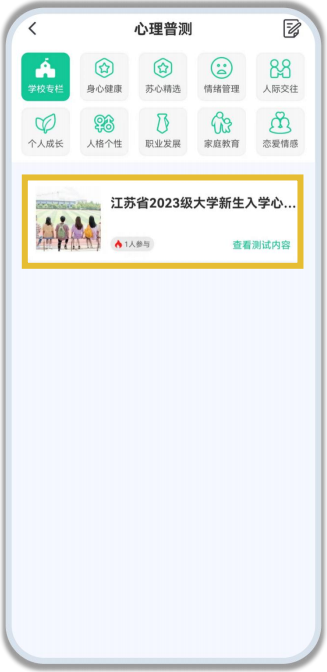 心理普测
学校专栏 身心健康 苏心精选 情绪管理 人际交往
个人成长 人格个性 职业发展 家庭教育 恋爱情感
江苏省2023级大学新生入学心...
1人参与
查看测试内容